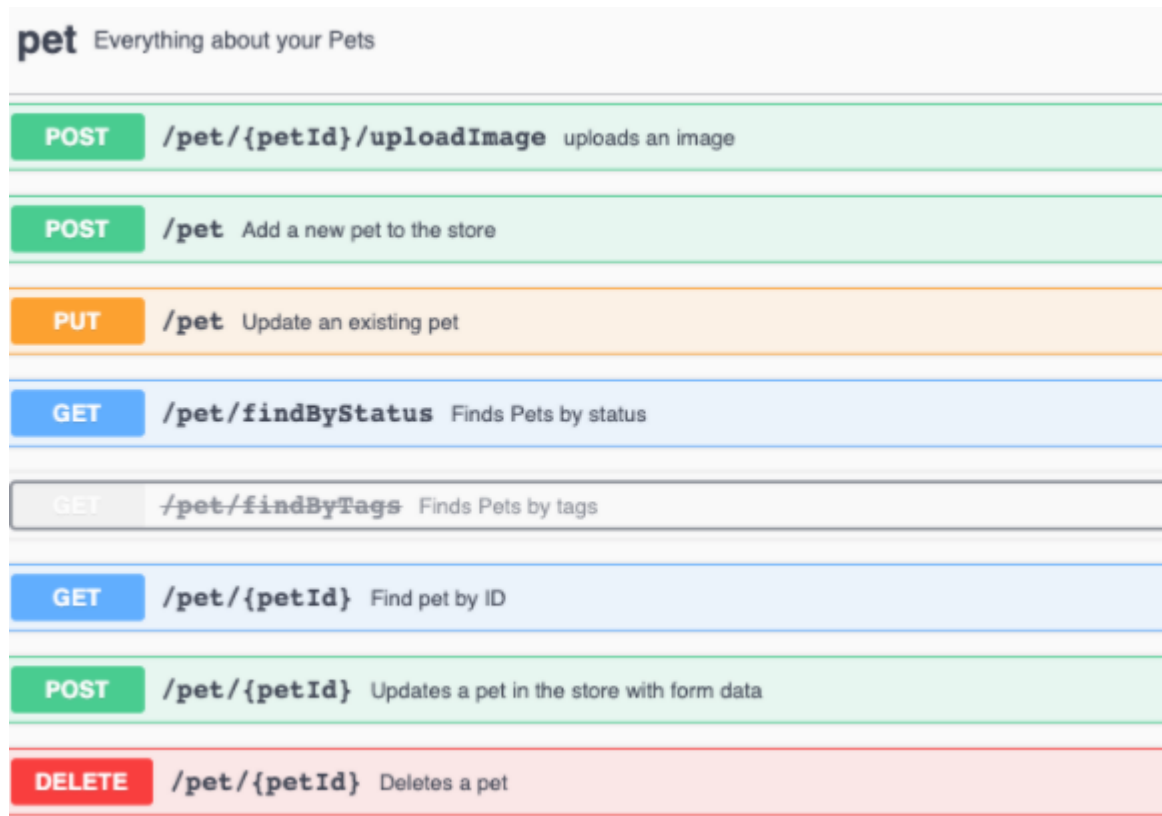 pet Everything about your Pets
POST /pet/{petId}/uploadImage uploads an image
POST /pet Add a new pet to the store
PUT /pet Update an existing pet
GET /pet/findByStatus Finds Pets by status
GET /pet/findByTags Finds Pets by tags
GET /pet/{petId} Find pet by ID
POST /pet/{petId} Updates a pet in the store with form data
DELETE /pet/{petId} Deletes a pet